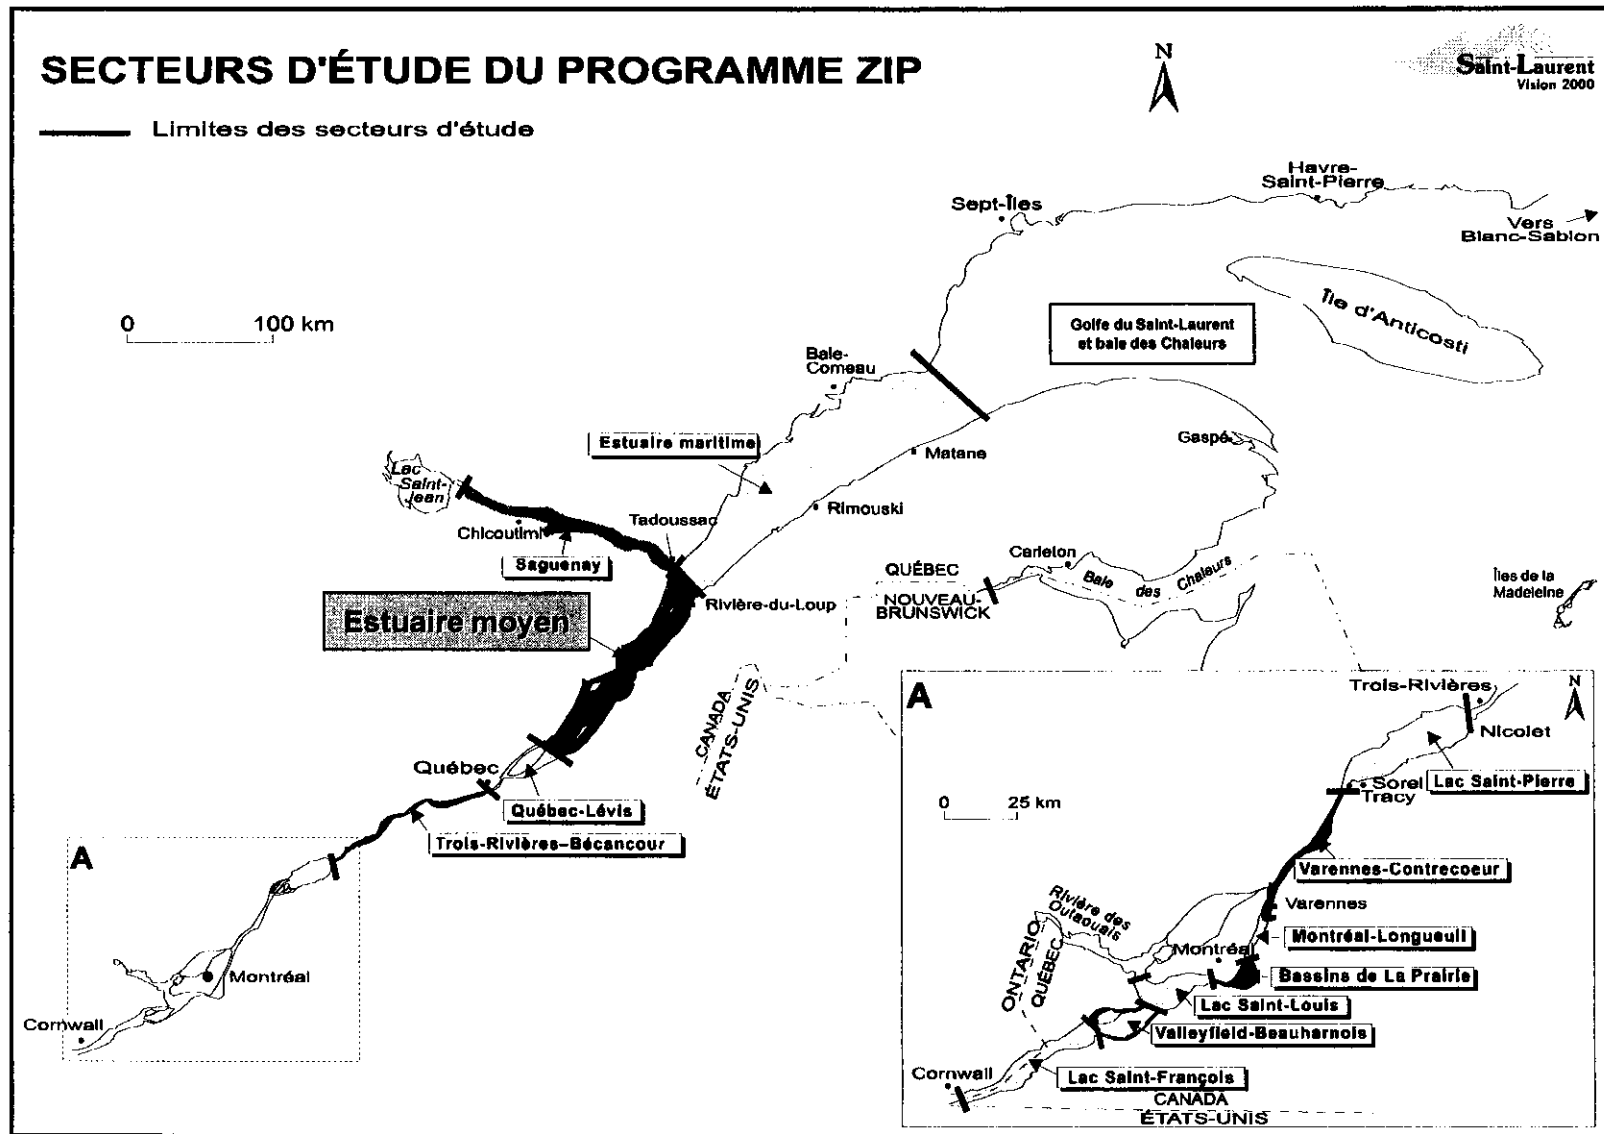 SECTEURS D'ÉTUDE DU PROGRAMME ZIP
Limites des secteurs d'étude
N
Saint-Laurent
Vision 2000
Havre-
Saint-Pierre
Sept-Îles
Vers
Blanc-Sablon
Île d'Anticosti
0 100 km
Golfe du Saint-Laurent
et baie des Chaleurs
Baie-
Comeau
Estuaire maritime
Gaspé
Matane
Lac
Saint-
Jean
Rimouski
Tadoussac
Chicoutimi
Saguenay
Carleton
Baie des Chaleurs
QUÉBEC
NOUVEAU-
BRUNSWICK
Îles de la
Madeleine
Rivière-du-Loup
Estuaire moyen
CANADA
ÉTATS-UNIS
Québec
Québec-Lévis
Trois-Rivières–Bécancour
A
Montréal
Cornwall
A
N
Trois-Rivières
Nicolet
Lac Saint-Pierre
Sorel
Tracy
0 25 km
Varennes-Contrecoeur
Rivière des
Outaouais
Varennes
Montréal-Longueuil
Montréal
ONTARIO
QUÉBEC
Bassins de La Prairie
Lac Saint-Louis
Valleyfield-Beauharnois
Cornwall
Lac Saint-François
CANADA
ÉTATS-UNIS